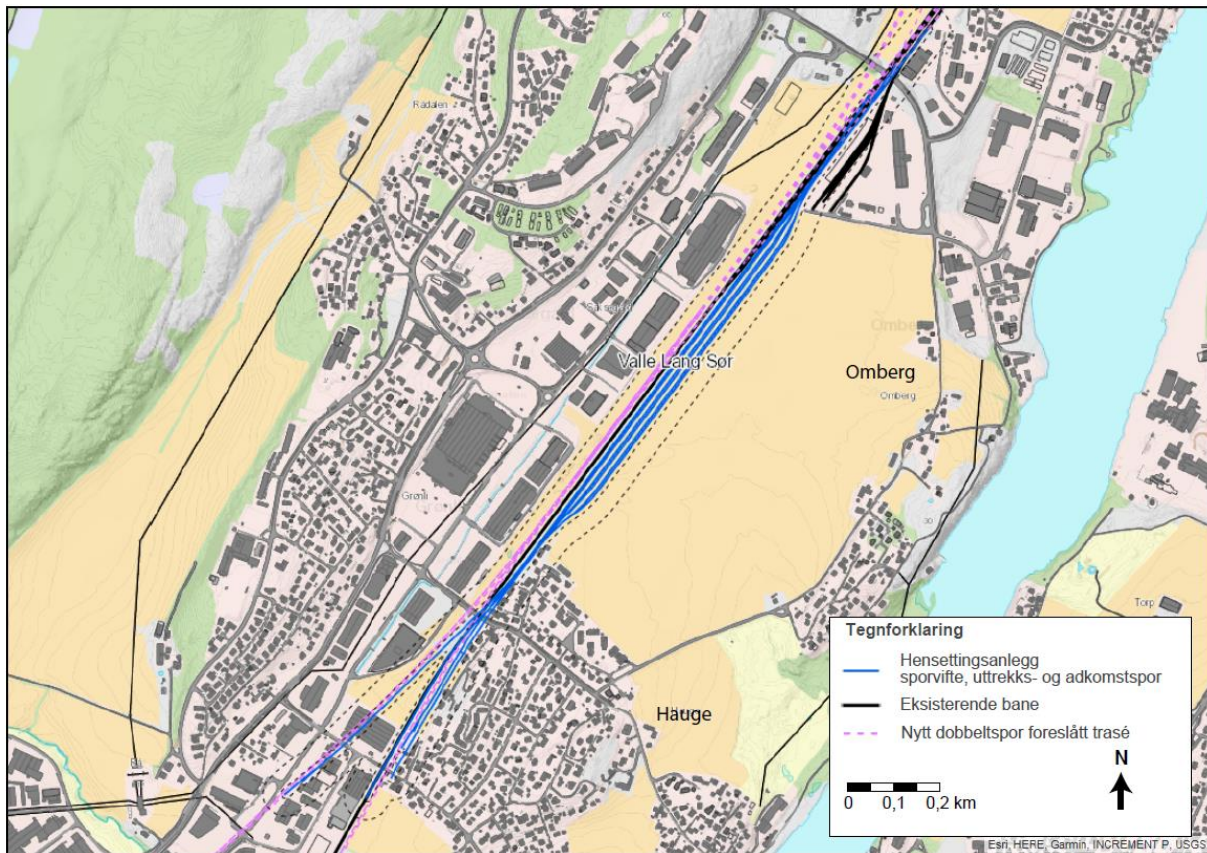 Rådalen
Valle Lang Sør
Omberg
Omberg
Grønli
30
Hauge
Torp
Tegnforklaring
Hensettingsanlegg
sporvifte, uttrekks- og adkomstspor
Eksisterende bane
Nytt dobbeltspor foreslått trasé
N
0 0,1 0,2 km
Esri, HERE, Garmin, INCREMENT P, USGS